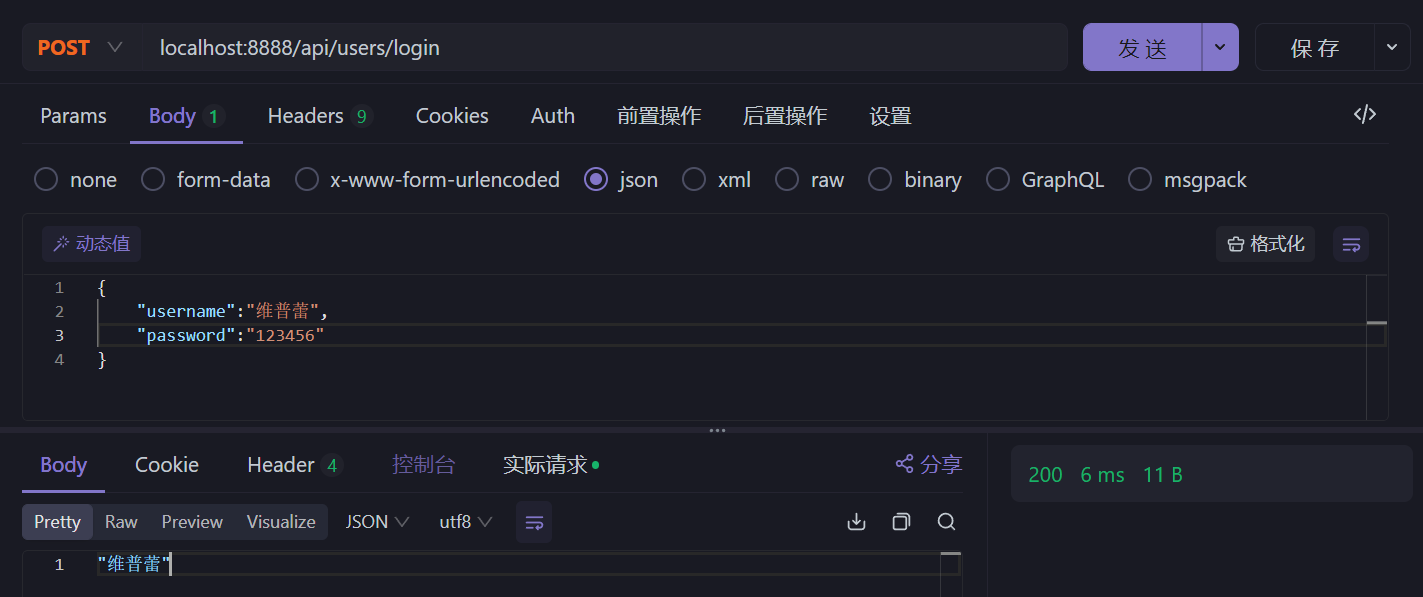 POST localhost:8888/api/users/login 发送 保存
Params Body 1 Headers 9 Cookies Auth 前置操作 后置操作 设置 </>
none form-data x-www-form-urlencoded json xml raw binary GraphQL msgpack
动态值 格式化
1 {
2 "username":"维普蕾",
3 "password":"123456"
4 }
Body Cookie Header 4 控制台 实际请求 分享
200 6 ms 11 B
Pretty Raw Preview Visualize JSON utf8
1 "维普蕾"